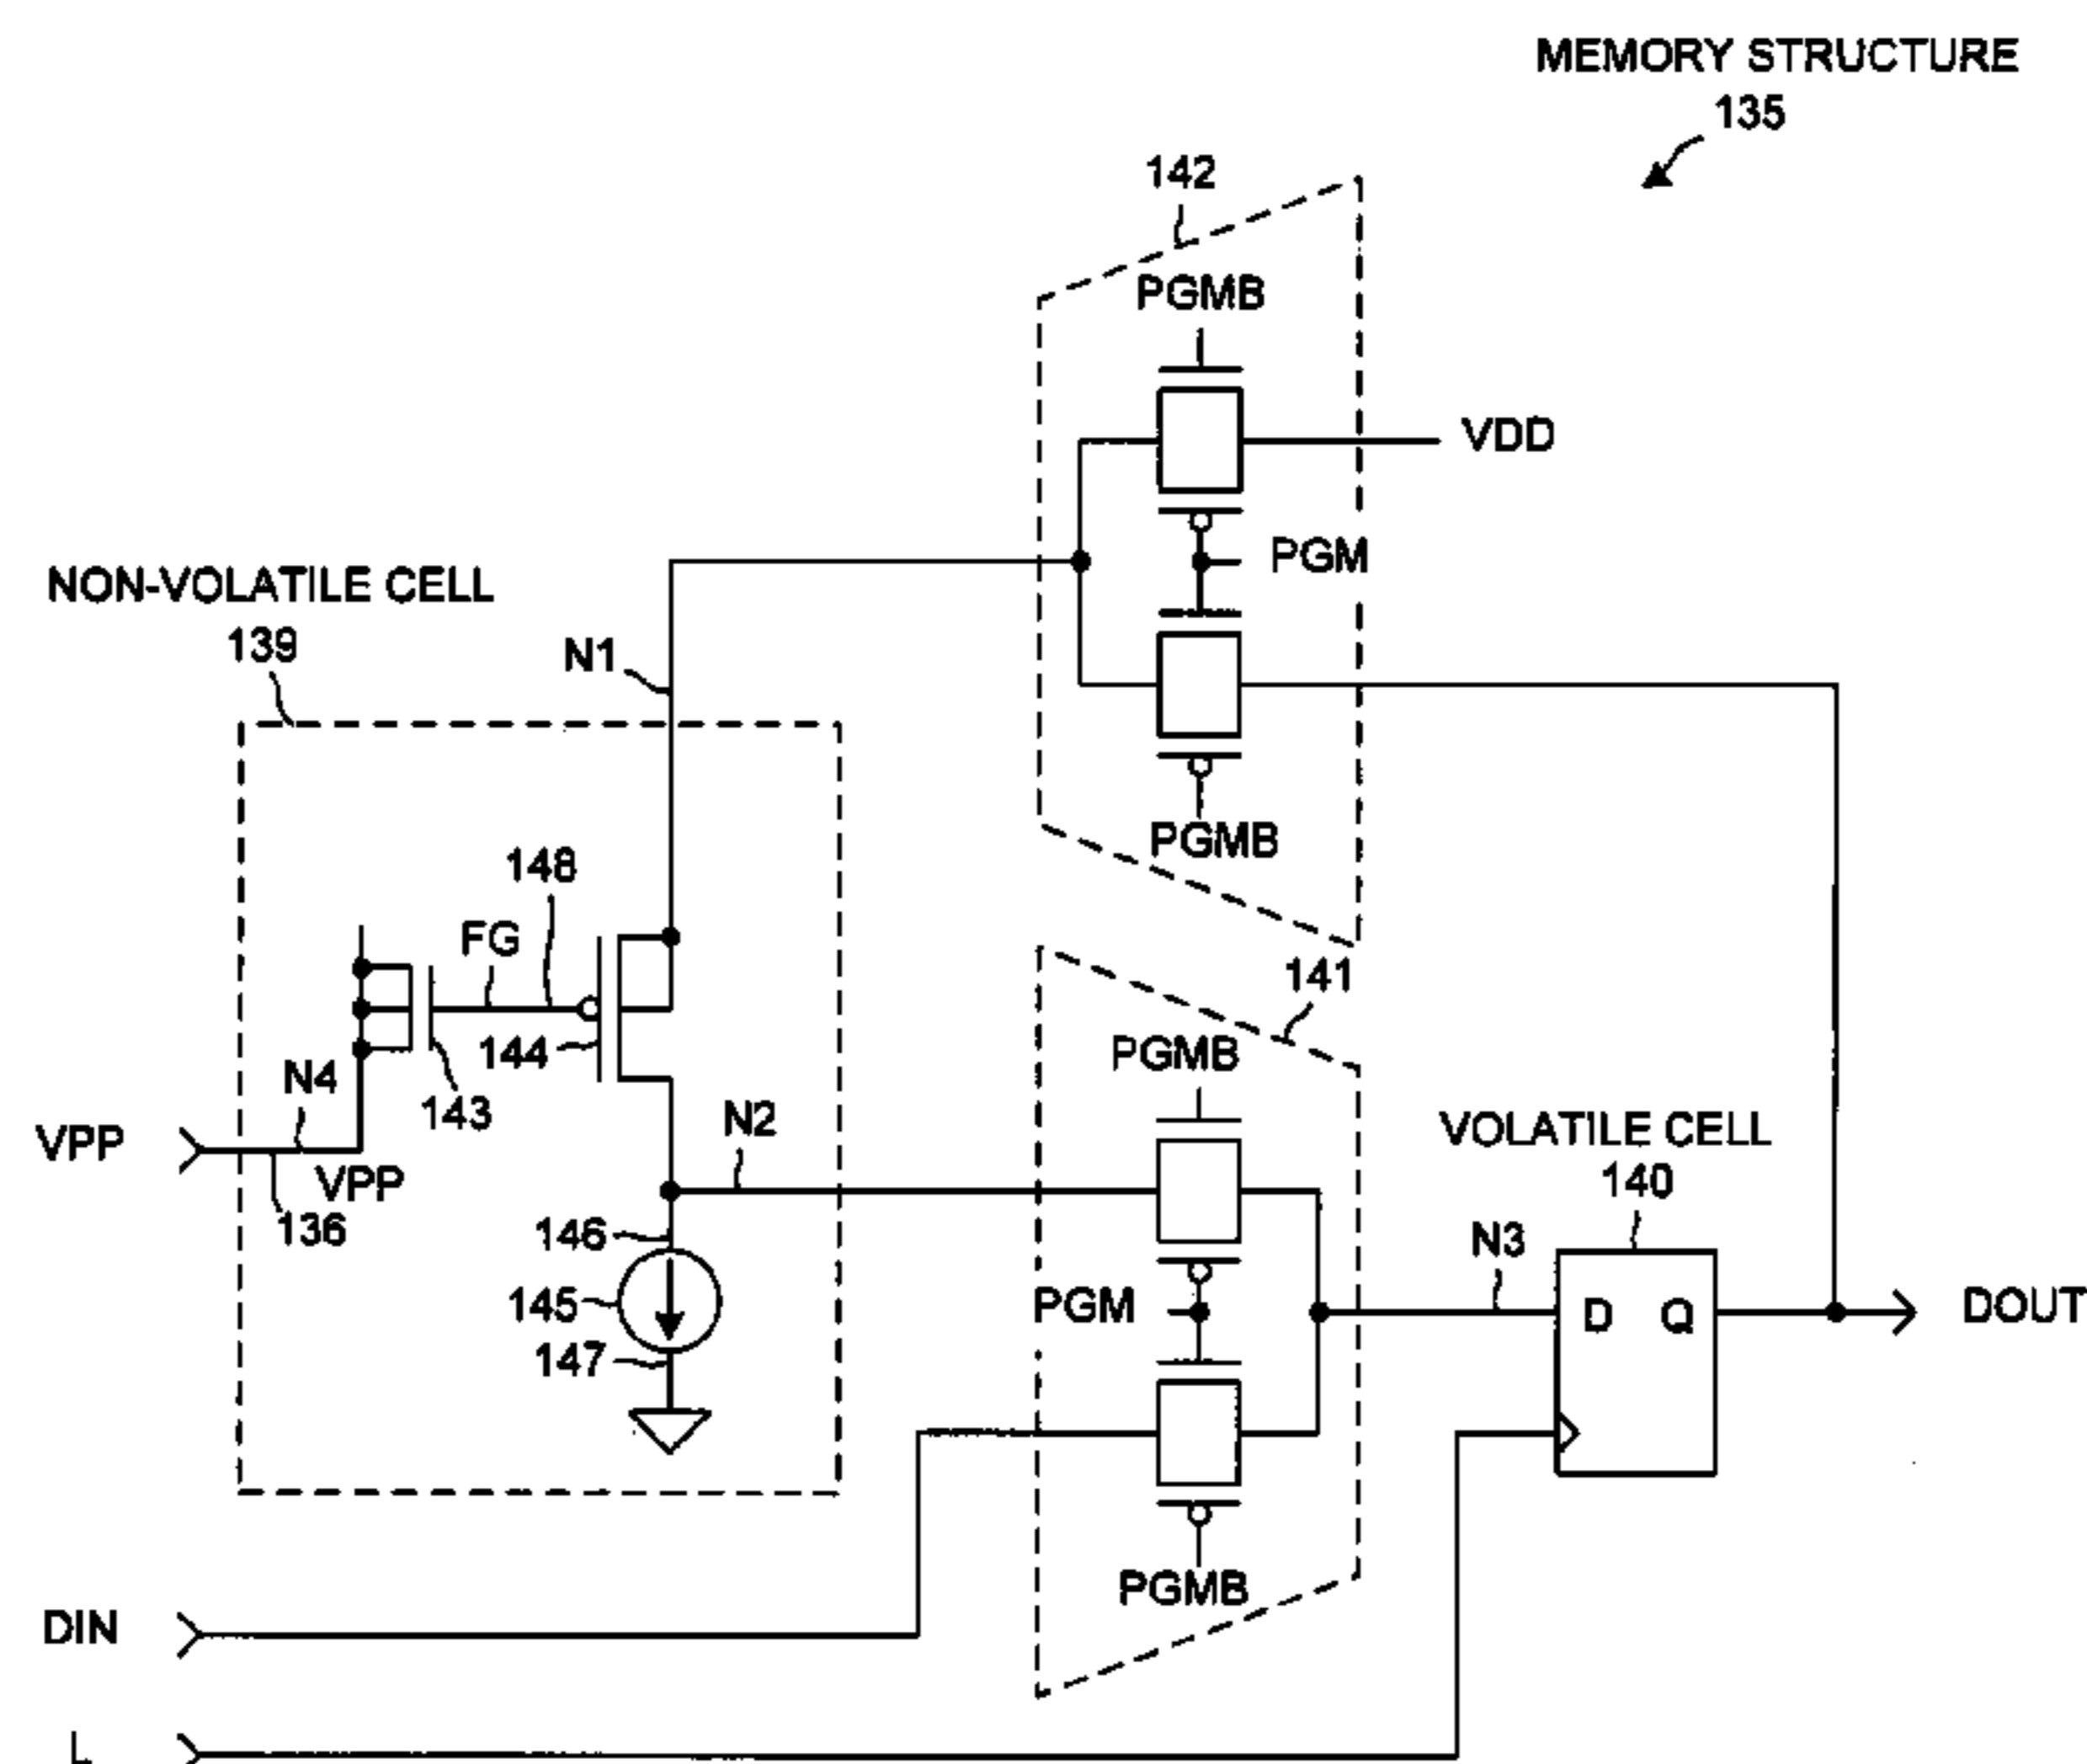 MEMORY STRUCTURE
135
142
PGMB
VDD
PGM
NON-VOLATILE CELL
139
N1
PGMB
148
FG
144
141
PGMB
N4
143
N2
VOLATILE CELL
140
VPP
VPP
136
146
N3
145
PGM
D Q
DOUT
147
PGMB
DIN
L